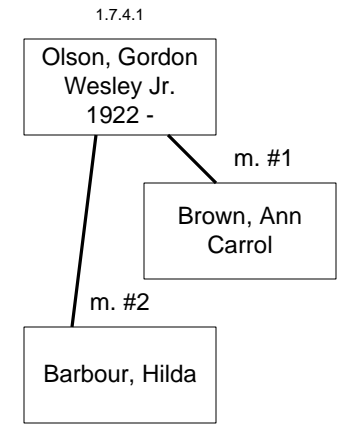 1.7.4.1
Olson, Gordon
Wesley Jr.
1922 -
m. #1
Brown, Ann
Carrol
m. #2
Barbour, Hilda